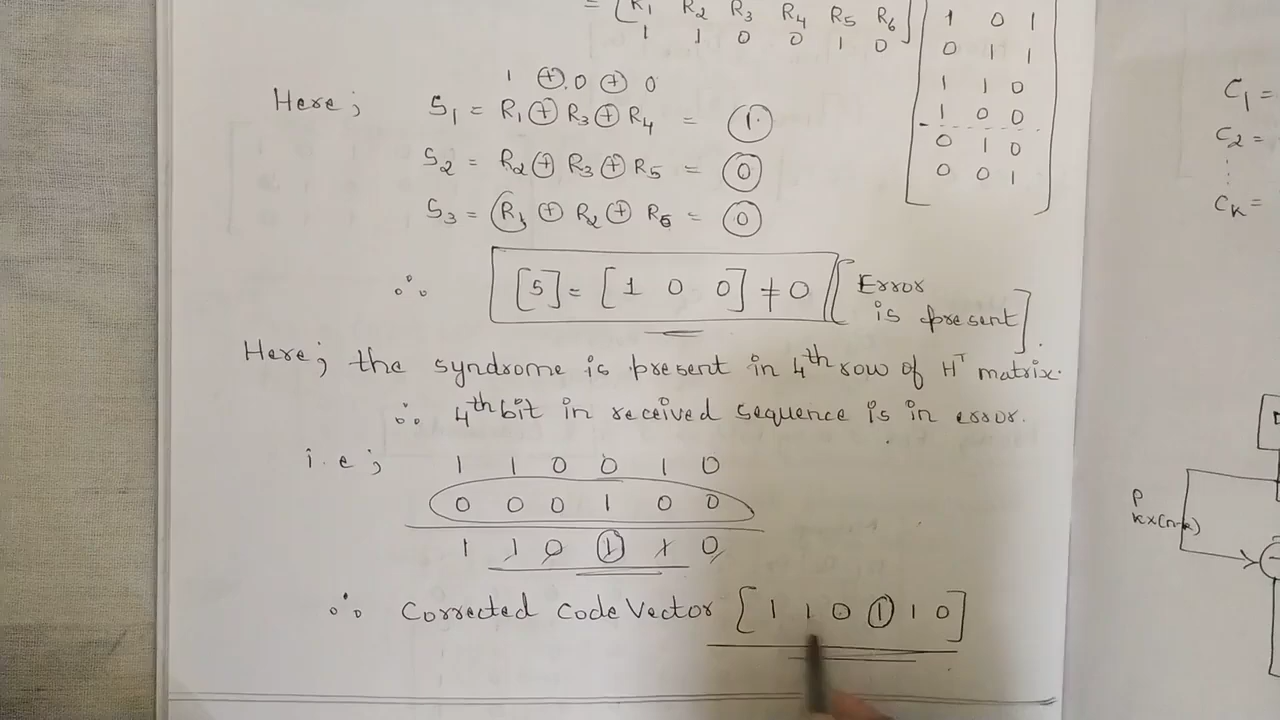 = [R1 R2 R3 R4 R5 R6]
1 1 0 0 1 0
1 0 1
0 1 1
1 1 0
1 0 0
0 1 0
0 0 1
1 ⊕ 0 ⊕ 0
Here; S1 = R1 ⊕ R3 ⊕ R4 = 1
S2 = R2 ⊕ R3 ⊕ R5 = 0
S3 = R1 ⊕ R2 ⊕ R6 = 0
∴ [S] = [1 0 0] ≠ 0 [Error is present].
Here; the syndrome is present in 4th row of H^T matrix.
∴ 4th bit in received sequence is in error.
i.e; 1 1 0 0 1 0
0 0 0 1 0 0
1 1 0 1 1 0
∴ Corrected Code Vector [1 1 0 1 1 0]
C1 =
C2 =
CK =
P
K×(n-k)